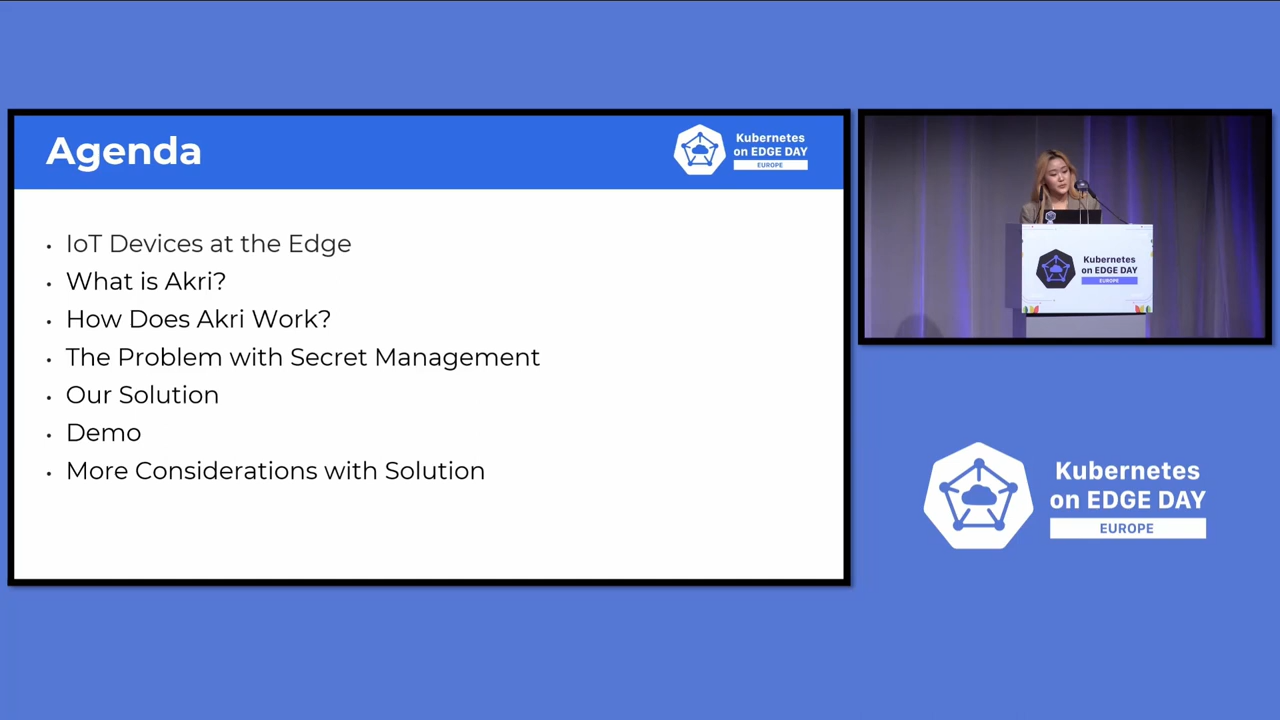 Agenda
Kubernetes
on EDGE DAY
EUROPE
IoT Devices at the Edge
What is Akri?
How Does Akri Work?
The Problem with Secret Management
Our Solution
Demo
More Considerations with Solution
Kubernetes
on EDGE DAY
EUROPE
Kubernetes
on EDGE DAY
EUROPE